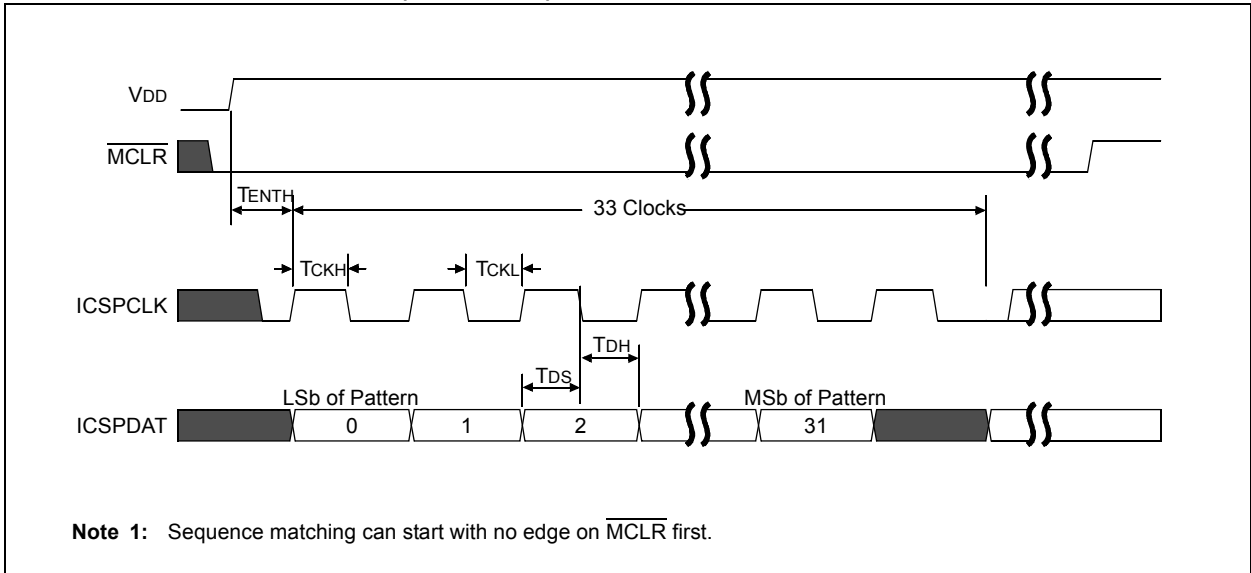 VDD
MCLR
TENTH
33 Clocks
TCKH
TCKL
ICSPCLK
TDH
TDS
LSb of Pattern
MSb of Pattern
ICSPDAT
0
1
2
31
Note 1: Sequence matching can start with no edge on MCLR first.